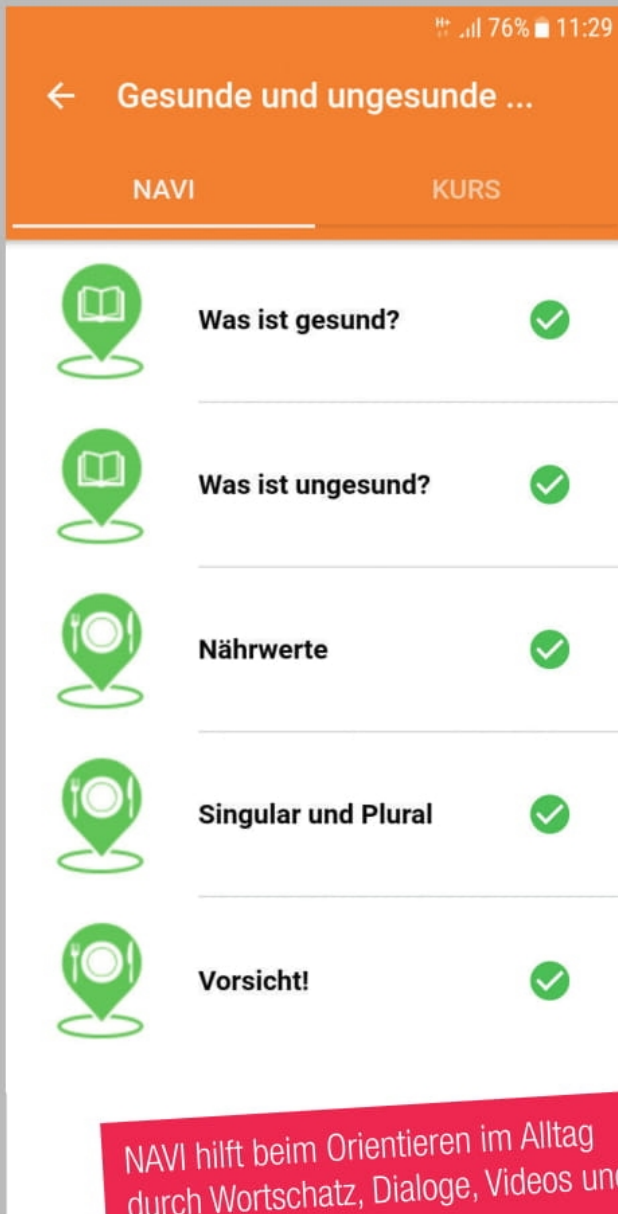 H+ 76% 11:29
Gesunde und ungesunde ...
NAVI KURS
Was ist gesund?
Was ist ungesund?
Nährwerte
Singular und Plural
Vorsicht!
NAVI hilft beim Orientieren im Alltag
durch Wortschatz, Dialoge, Videos und